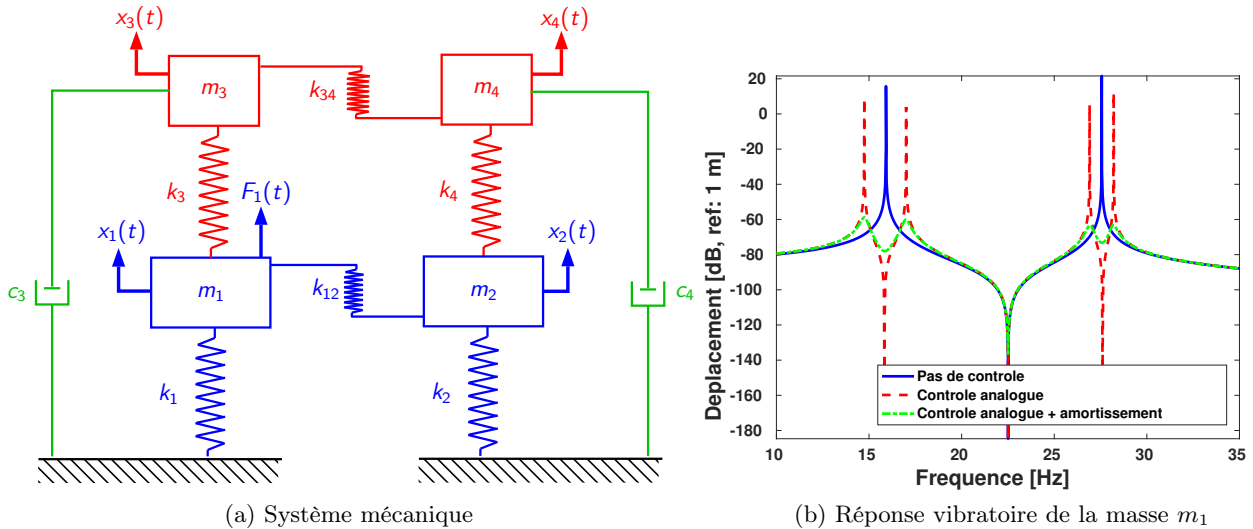 x3(t)
x4(t)
m3
m4
k34
k3
k4
F1(t)
x1(t)
x2(t)
c3
c4
m1
m2
k12
k1
k2
(a) Système mécanique
Deplacement [dB, ref: 1 m]
20
0
-20
-40
-60
-80
-100
-120
-140
-160
-180
Pas de controle
Controle analogue
Controle analogue + amortissement
10
15
20
25
30
35
Frequence [Hz]
(b) Réponse vibratoire de la masse m1